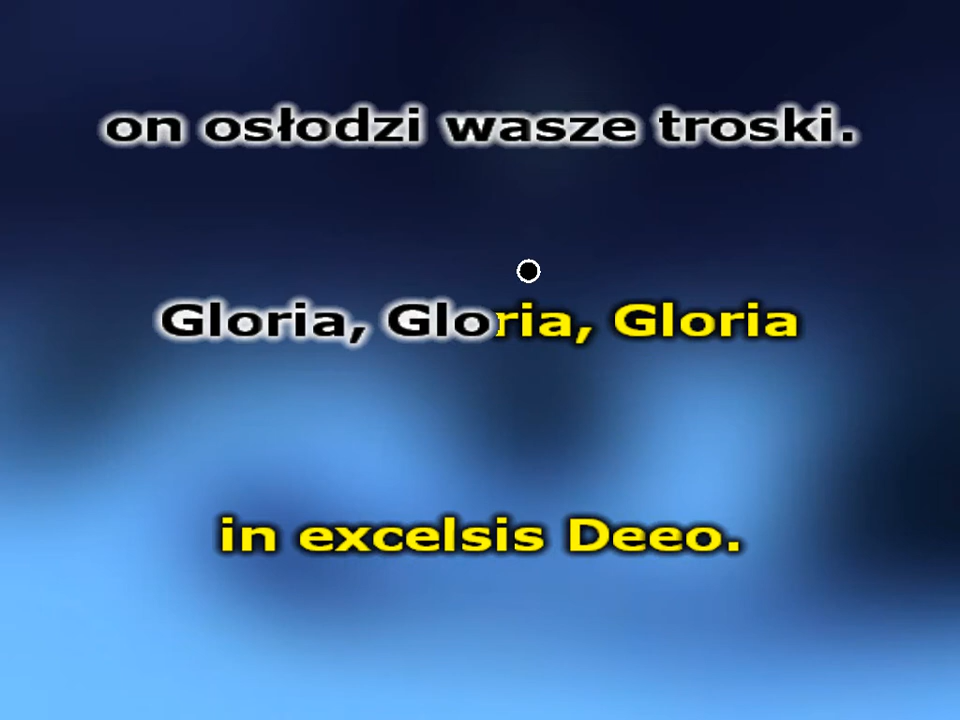 on osłodzi wasze troski.
Gloria, Gloria, Gloria
in excelsis Deeo.